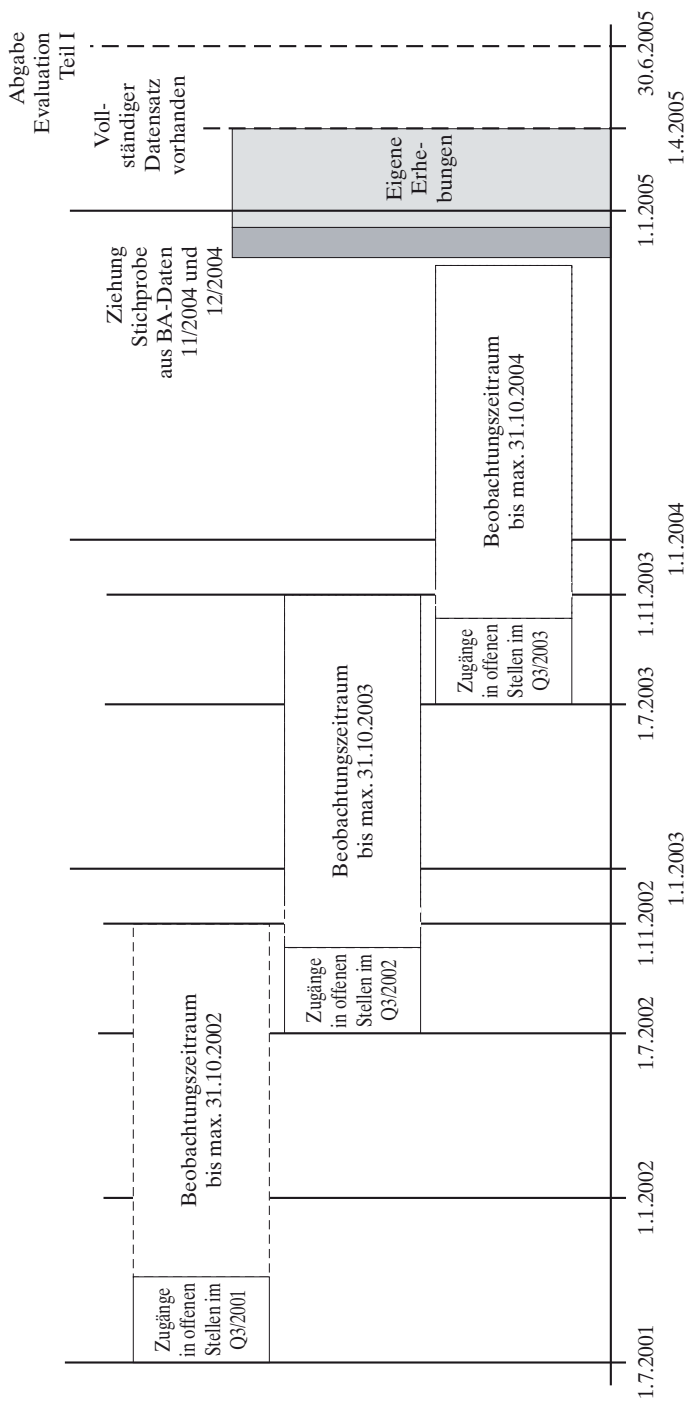 Abgabe
Evaluation
Teil I
Voll-
ständiger
Datensatz
vorhanden
Ziehung
Stichprobe
aus BA-Daten
11/2004 und
12/2004
Eigene
Erhe-
bungen
Beobachtungszeitraum
bis max. 31.10.2002
Zugänge
in offenen
Stellen im
Q3/2001
Beobachtungszeitraum
bis max. 31.10.2003
Zugänge
in offenen
Stellen im
Q3/2002
Beobachtungszeitraum
bis max. 31.10.2004
Zugänge
in offenen
Stellen im
Q3/2003
1.7.2001
1.1.2002
1.7.2002
1.11.2002
1.1.2003
1.7.2003
1.11.2003
1.1.2004
1.1.2005
1.4.2005
30.6.2005